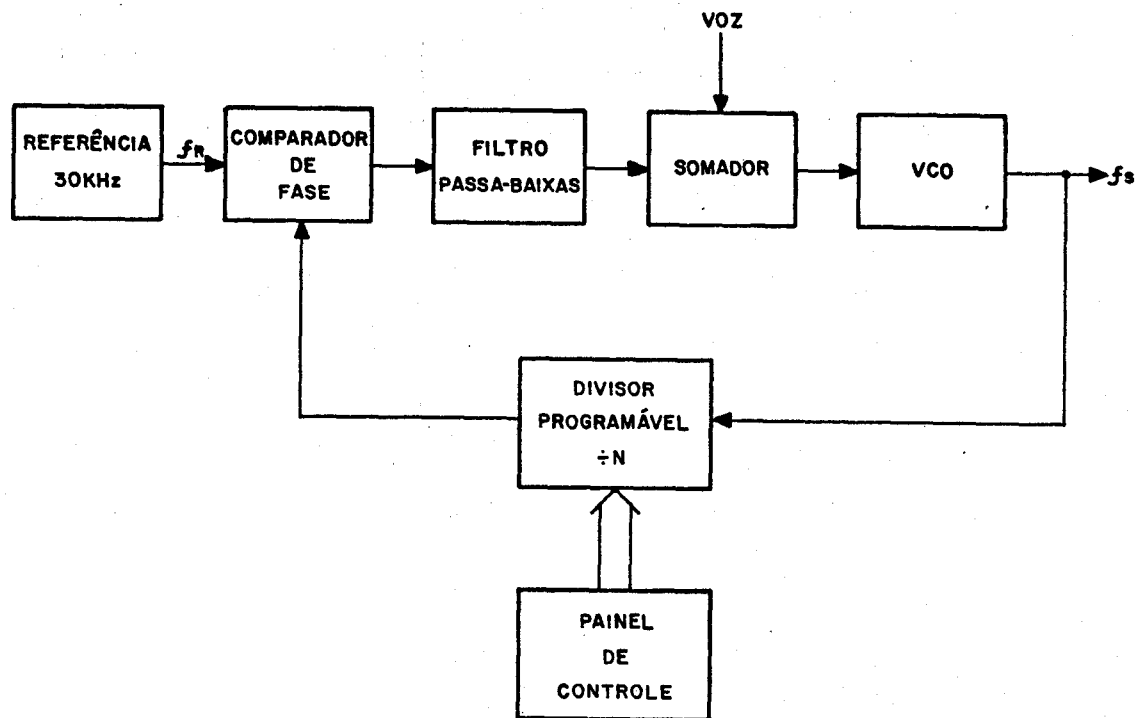 VOZ
REFERÊNCIA
30KHz
fR
COMPARADOR
DE
FASE
FILTRO
PASSA-BAIXAS
SOMADOR
VCO
fs
DIVISOR
PROGRAMÁVEL
÷N
PAINEL
DE
CONTROLE